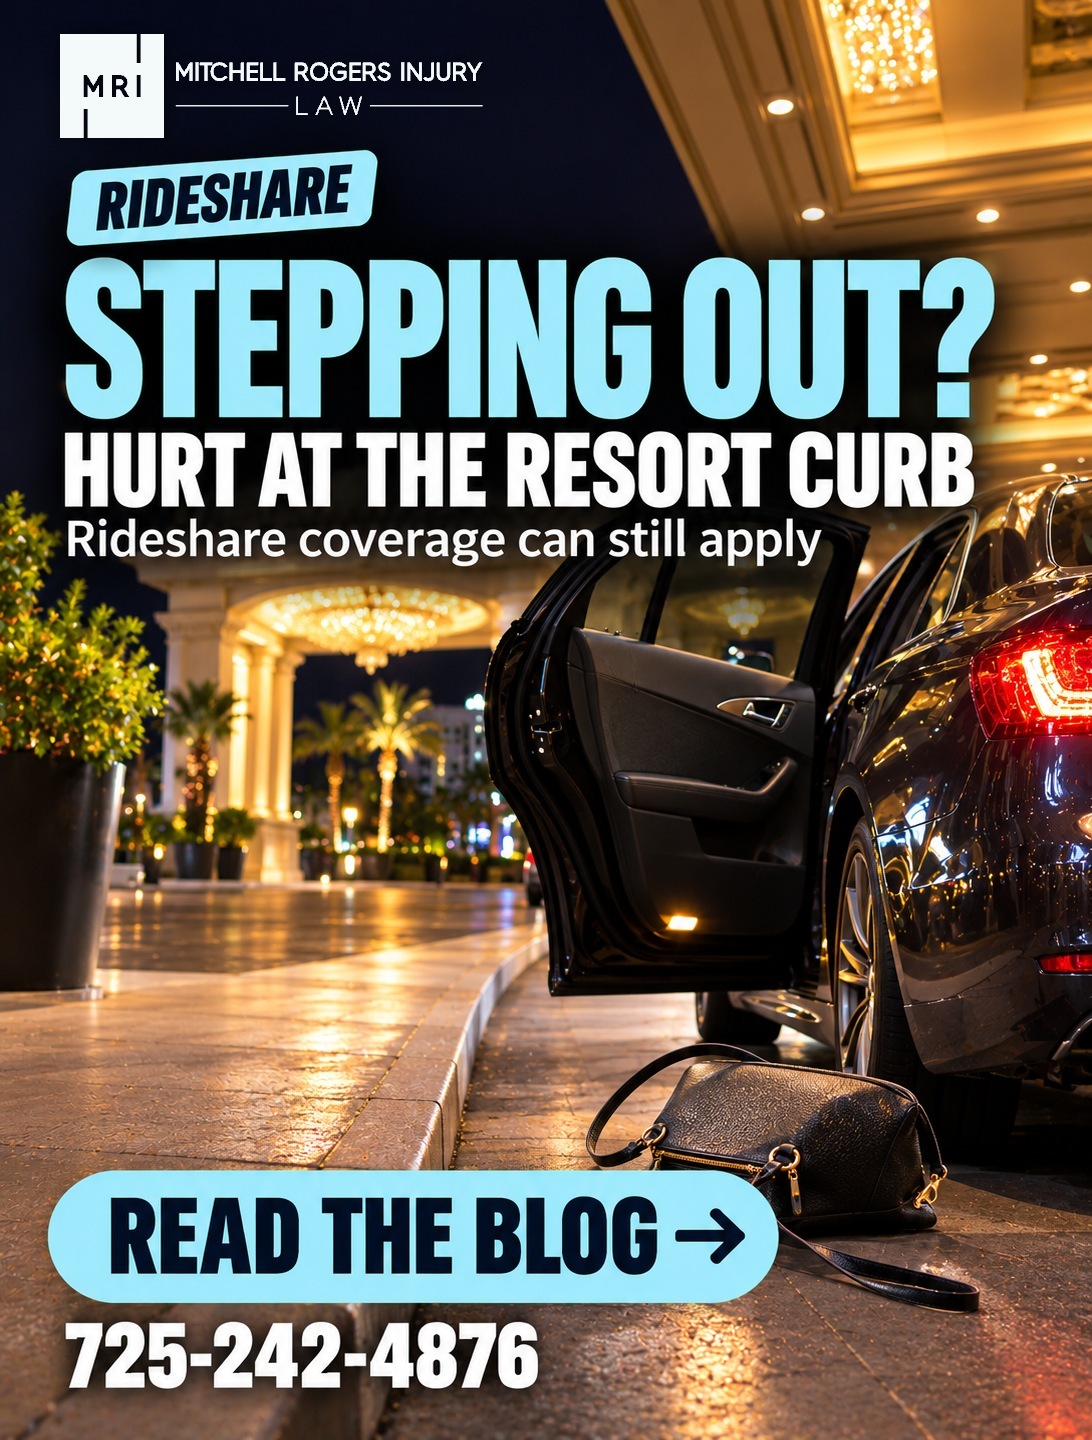 MRI
MITCHELL ROGERS INJURY
LAW
RIDESHARE
STEPPING OUT?
HURT AT THE RESORT CURB
Rideshare coverage can still apply
READ THE BLOG →
725-242-4876